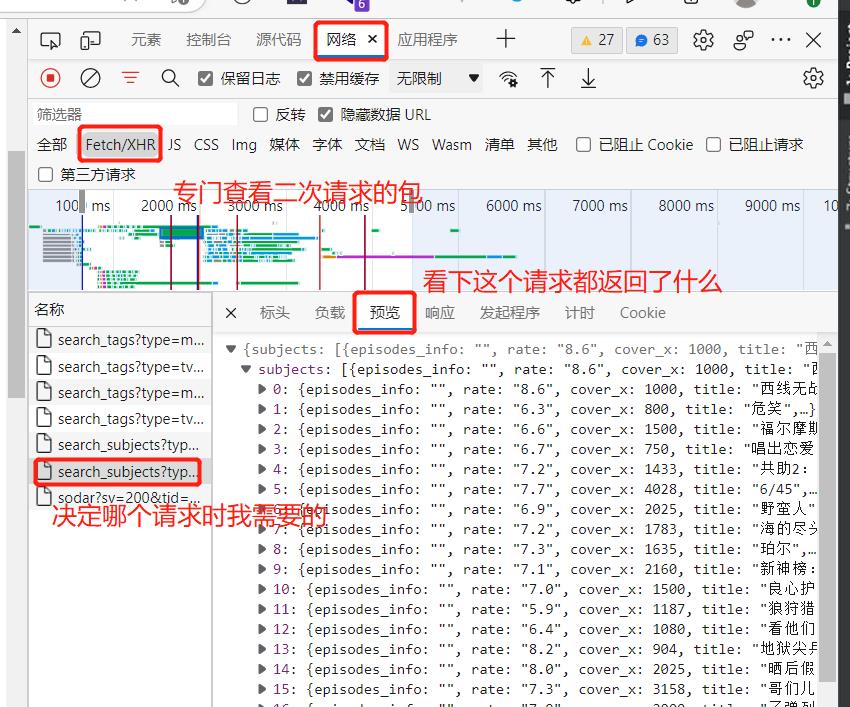 6
元素 控制台 源代码 网络 应用程序 27 63
保留日志 禁用缓存 无限制
筛选器 反转 隐藏数据 URL
全部 Fetch/XHR JS CSS Img 媒体 字体 文档 WS Wasm 清单 其他 已阻止 Cookie 已阻止请求
第三方请求
专门查看二次请求的包
1000 ms 2000 ms 3000 ms 4000 ms 5000 ms 6000 ms 7000 ms 8000 ms 9000 ms 10
看下这个请求都返回了什么
名称 标头 负载 预览 响应 发起程序 计时 Cookie
search_tags?type=m...
search_tags?type=tv...
search_tags?type=m...
search_tags?type=tv...
search_subjects?typ...
search_subjects?typ...
sodar?sv=200&tid=...
决定哪个请求时我需要的
{subjects: [{episodes_info: "", rate: "8.6", cover_x: 1000, title: "西
subjects: [{episodes_info: "", rate: "8.6", cover_x: 1000, title: "西
0: {episodes_info: "", rate: "8.6", cover_x: 1000, title: "西线无战
1: {episodes_info: "", rate: "6.3", cover_x: 800, title: "危笑",…}
2: {episodes_info: "", rate: "6.6", cover_x: 1500, title: "福尔摩斯
3: {episodes_info: "", rate: "6.7", cover_x: 750, title: "唱出恋爱
4: {episodes_info: "", rate: "7.2", cover_x: 1433, title: "共助2:
5: {episodes_info: "", rate: "7.7", cover_x: 4028, title: "6/45",…
6: {episodes_info: "", rate: "6.9", cover_x: 2025, title: "野蛮人"
7: {episodes_info: "", rate: "7.2", cover_x: 1783, title: "海的尽头
8: {episodes_info: "", rate: "7.3", cover_x: 1635, title: "珀尔",…
9: {episodes_info: "", rate: "7.1", cover_x: 2160, title: "新神榜:
10: {episodes_info: "", rate: "7.0", cover_x: 1500, title: "良心护
11: {episodes_info: "", rate: "5.9", cover_x: 1187, title: "狼狩猎
12: {episodes_info: "", rate: "6.4", cover_x: 1080, title: "看他们
13: {episodes_info: "", rate: "8.2", cover_x: 904, title: "地狱尖兵
14: {episodes_info: "", rate: "8.0", cover_x: 2025, title: "晒后假
15: {episodes_info: "", rate: "7.3", cover_x: 3158, title: "哥们儿